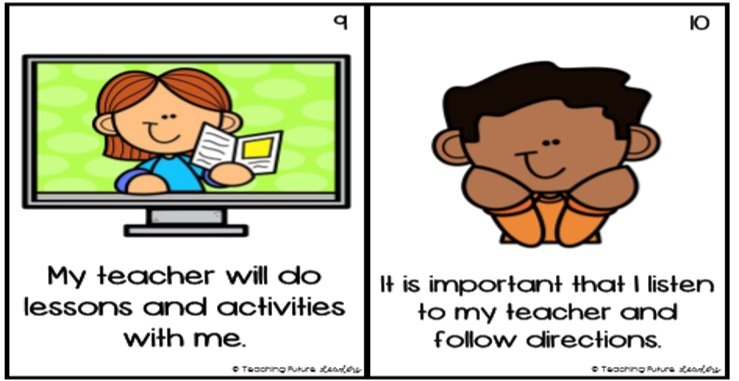 9
My teacher will do
lessons and activities
with me.
© Teaching Future Leaders
10
It is important that I listen
to my teacher and
follow directions.
© Teaching Future Leaders